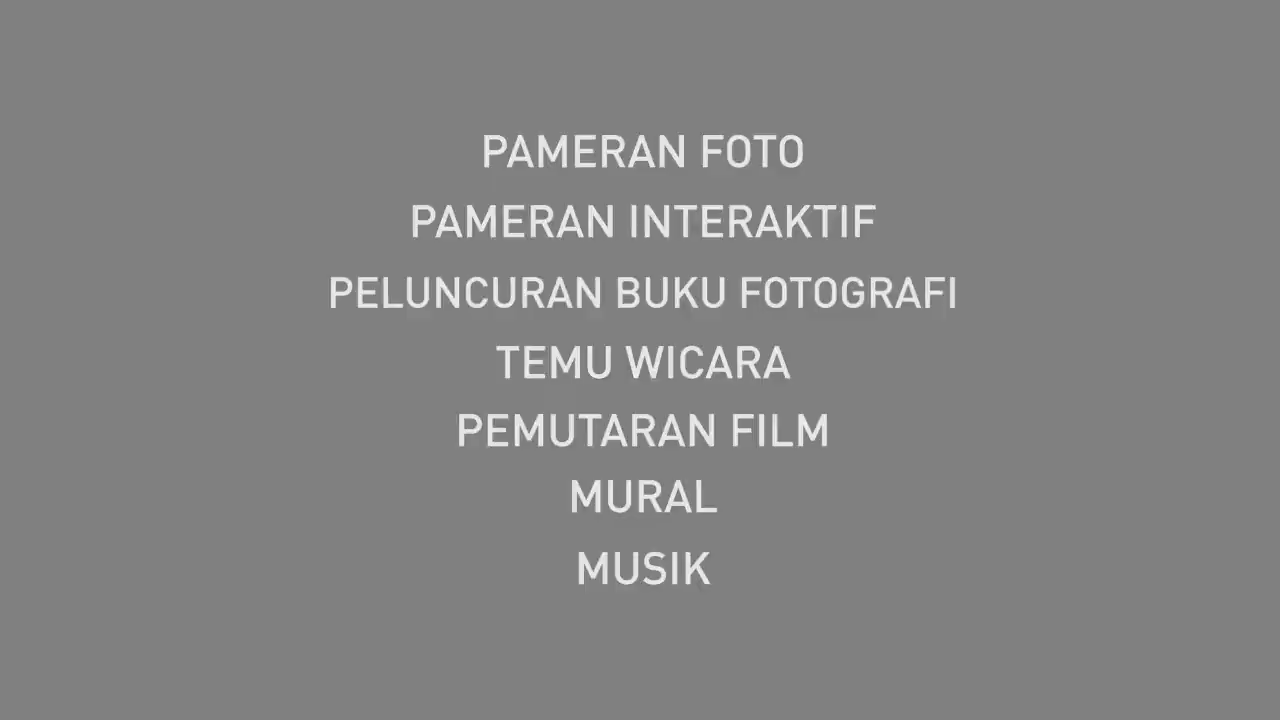 PAMERAN FOTO
PAMERAN INTERAKTIF
PELUNCURAN BUKU FOTOGRAFI
TEMU WICARA
PEMUTARAN FILM
MURAL
MUSIK